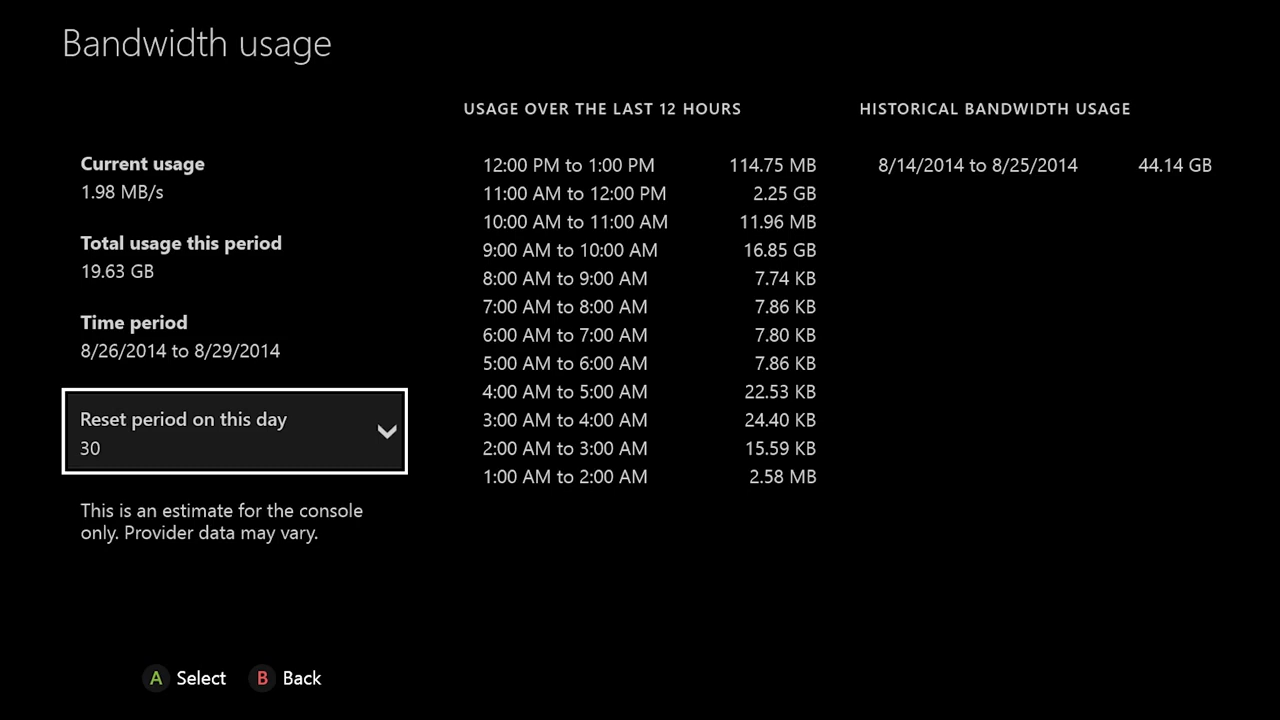 Bandwidth usage
Current usage
1.98 MB/s
Total usage this period
19.63 GB
Time period
8/26/2014 to 8/29/2014
Reset period on this day
30
This is an estimate for the console
only. Provider data may vary.
USAGE OVER THE LAST 12 HOURS
12:00 PM to 1:00 PM 114.75 MB
11:00 AM to 12:00 PM 2.25 GB
10:00 AM to 11:00 AM 11.96 MB
9:00 AM to 10:00 AM 16.85 GB
8:00 AM to 9:00 AM 7.74 KB
7:00 AM to 8:00 AM 7.86 KB
6:00 AM to 7:00 AM 7.80 KB
5:00 AM to 6:00 AM 7.86 KB
4:00 AM to 5:00 AM 22.53 KB
3:00 AM to 4:00 AM 24.40 KB
2:00 AM to 3:00 AM 15.59 KB
1:00 AM to 2:00 AM 2.58 MB
HISTORICAL BANDWIDTH USAGE
8/14/2014 to 8/25/2014 44.14 GB
A Select B Back